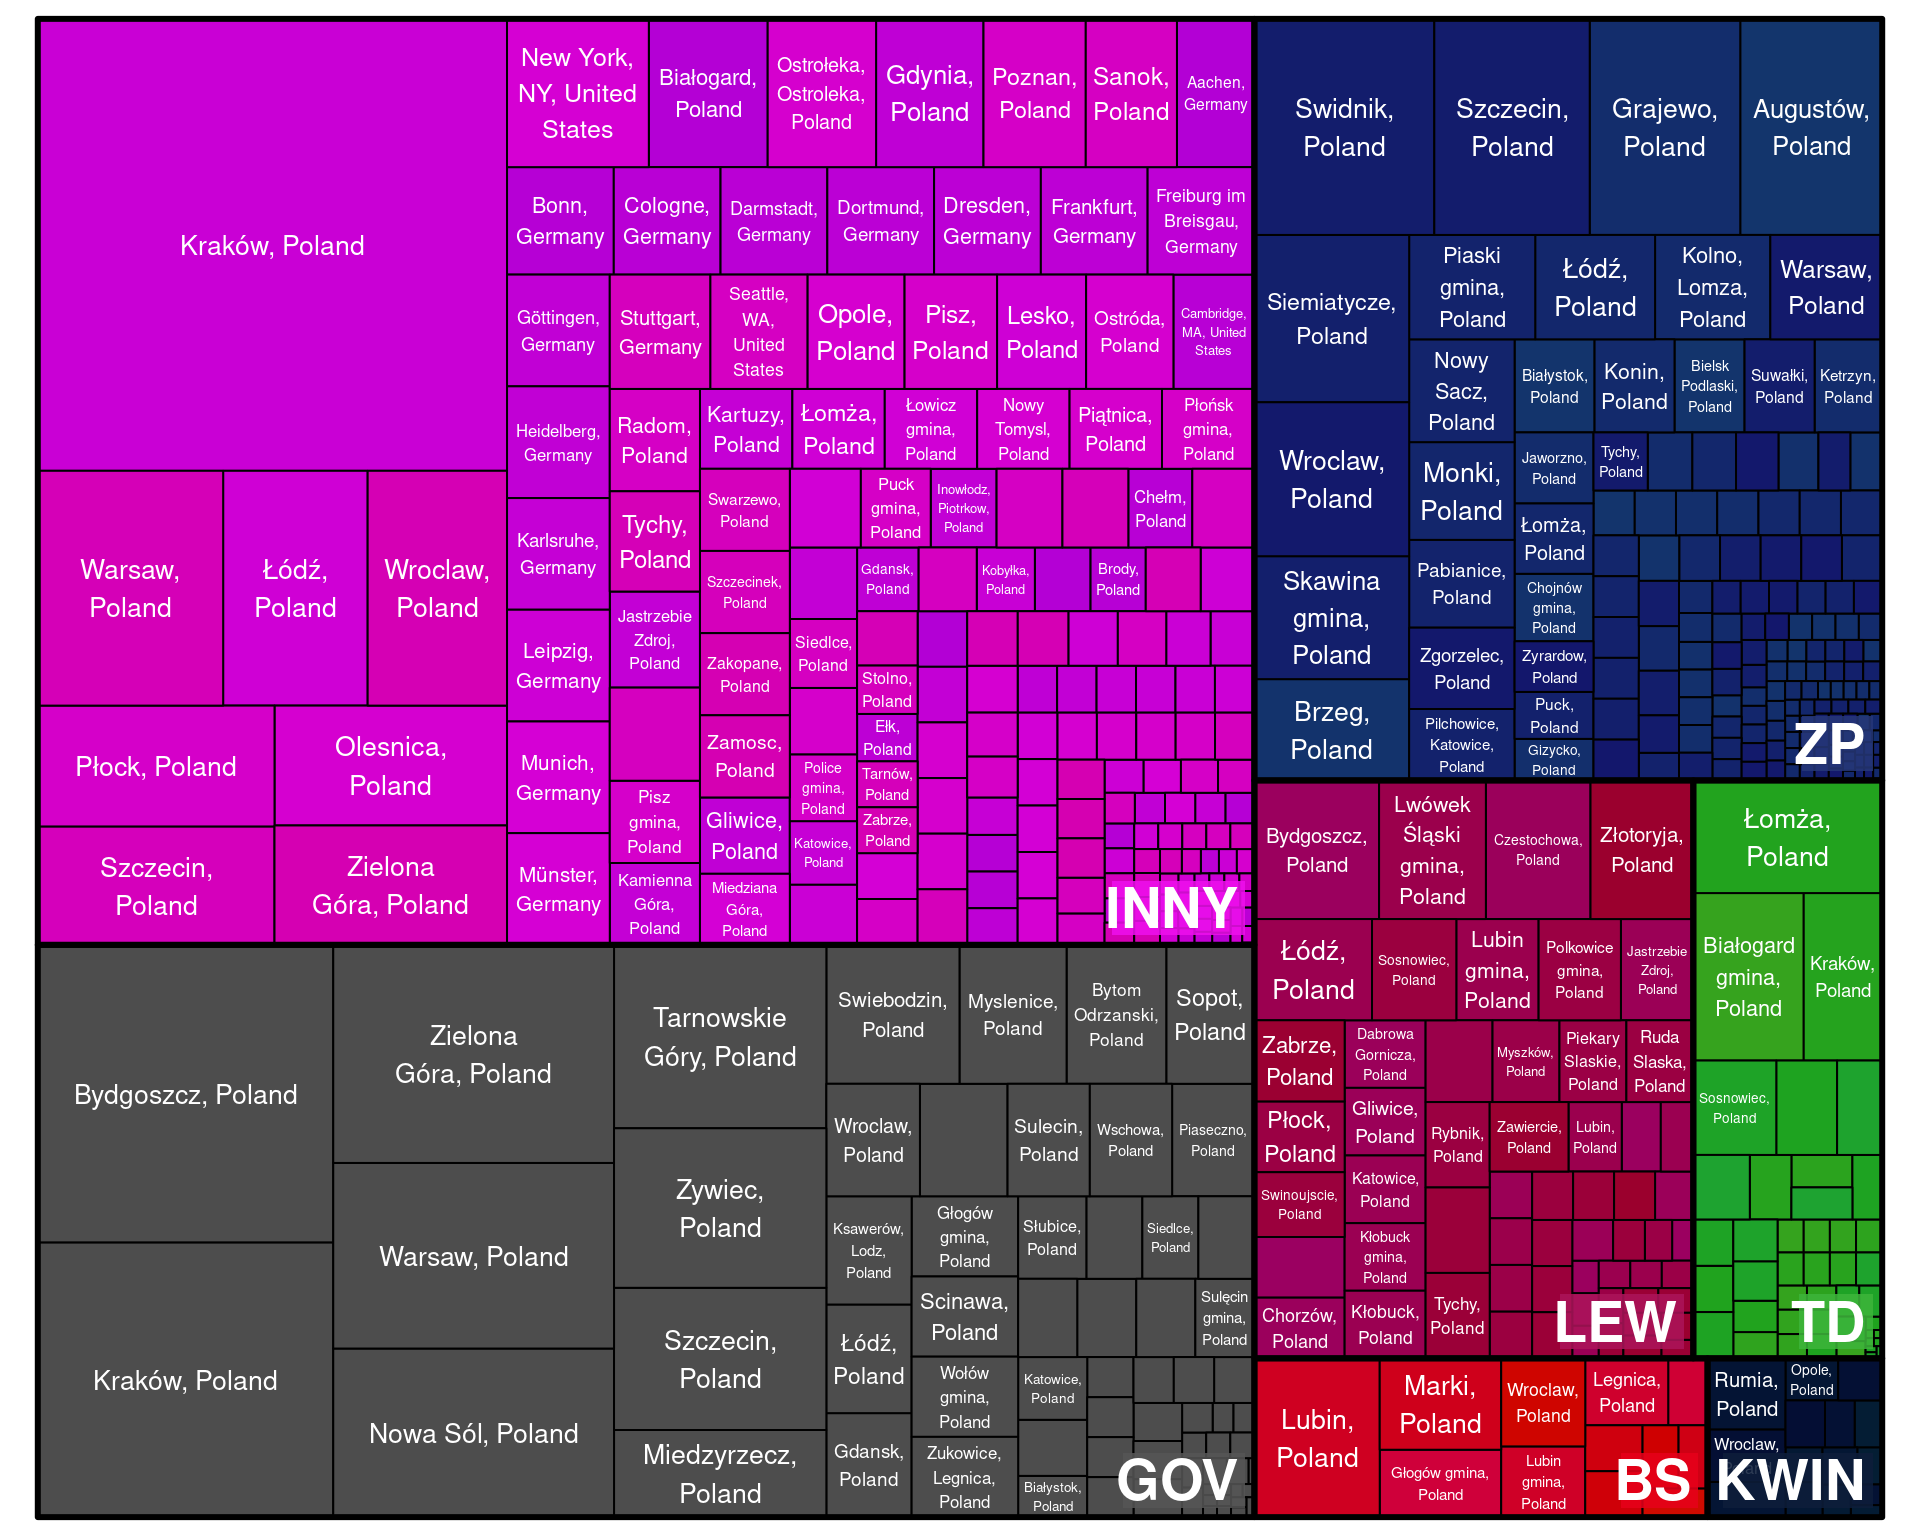 Kraków, Poland
New York,
NY, United
States
Białogard,
Poland
Ostrołeka,
Ostroleka,
Poland
Gdynia,
Poland
Poznan,
Poland
Sanok,
Poland
Aachen,
Germany
Bonn,
Germany
Cologne,
Germany
Darmstadt,
Germany
Dortmund,
Germany
Dresden,
Germany
Frankfurt,
Germany
Freiburg im
Breisgau,
Germany
Göttingen,
Germany
Stuttgart,
Germany
Seattle,
WA,
United
States
Opole,
Poland
Pisz,
Poland
Lesko,
Poland
Ostróda,
Poland
Cambridge,
MA, United
States
Heidelberg,
Germany
Radom,
Poland
Kartuzy,
Poland
Łomża,
Poland
Łowicz
gmina,
Poland
Nowy
Tomysl,
Poland
Piątnica,
Poland
Płońsk
gmina,
Poland
Warsaw,
Poland
Łódź,
Poland
Wroclaw,
Poland
Karlsruhe,
Germany
Tychy,
Poland
Swarzewo,
Poland
Puck
gmina,
Poland
Inowłodz,
Piotrkow,
Poland
Chełm,
Poland
Szczecinek,
Poland
Gdansk,
Poland
Kobyłka,
Poland
Brody,
Poland
Leipzig,
Germany
Jastrzebie
Zdroj,
Poland
Zakopane,
Poland
Siedlce,
Poland
Stolno,
Poland
Płock, Poland
Olesnica,
Poland
Munich,
Germany
Zamosc,
Poland
Ełk,
Poland
Police
gmina,
Poland
Tarnów,
Poland
Szczecin,
Poland
Zielona
Góra, Poland
Münster,
Germany
Pisz
gmina,
Poland
Gliwice,
Poland
Katowice,
Poland
Zabrze,
Poland
Kamienna
Góra,
Poland
Miedziana
Góra,
Poland
INNY
Swidnik,
Poland
Szczecin,
Poland
Grajewo,
Poland
Augustów,
Poland
Siemiatycze,
Poland
Piaski
gmina,
Poland
Łódź,
Poland
Kolno,
Lomza,
Poland
Warsaw,
Poland
Nowy
Sacz,
Poland
Białystok,
Poland
Konin,
Poland
Bielsk
Podlaski,
Poland
Suwałki,
Poland
Ketrzyn,
Poland
Wroclaw,
Poland
Monki,
Poland
Jaworzno,
Poland
Tychy,
Poland
Łomża,
Poland
Skawina
gmina,
Poland
Pabianice,
Poland
Chojnów
gmina,
Poland
Zgorzelec,
Poland
Zyrardow,
Poland
Brzeg,
Poland
Pilchowice,
Katowice,
Poland
Puck,
Poland
Gizycko,
Poland
ZP
Bydgoszcz, Poland
Zielona
Góra, Poland
Tarnowskie
Góry, Poland
Swiebodzin,
Poland
Myslenice,
Poland
Bytom
Odrzanski,
Poland
Sopot,
Poland
Wroclaw,
Poland
Sulecin,
Poland
Wschowa,
Poland
Piaseczno,
Poland
Zywiec,
Poland
Ksawerów,
Lodz,
Poland
Głogów
gmina,
Poland
Słubice,
Poland
Siedlce,
Poland
Kraków, Poland
Warsaw, Poland
Szczecin,
Poland
Łódź,
Poland
Scinawa,
Poland
Sulęcin
gmina,
Poland
Nowa Sól, Poland
Miedzyrzecz,
Poland
Gdansk,
Poland
Wołów
gmina,
Poland
Katowice,
Poland
Zukowice,
Legnica,
Poland
Białystok,
Poland
GOV
Bydgoszcz,
Poland
Lwówek
Śląski
gmina,
Poland
Czestochowa,
Poland
Złotoryja,
Poland
Łódź,
Poland
Sosnowiec,
Poland
Lubin
gmina,
Poland
Polkowice
gmina,
Poland
Jastrzebie
Zdroj,
Poland
Zabrze,
Poland
Dabrowa
Gornicza,
Poland
Myszków,
Poland
Piekary
Slaskie,
Poland
Ruda
Slaska,
Poland
Płock,
Poland
Gliwice,
Poland
Rybnik,
Poland
Zawiercie,
Poland
Lubin,
Poland
Swinoujscie,
Poland
Katowice,
Poland
Kłobuck
gmina,
Poland
Chorzów,
Poland
Kłobuck,
Poland
Tychy,
Poland
LEW
Łomża,
Poland
Białogard
gmina,
Poland
Kraków,
Poland
Sosnowiec,
Poland
TD
Lubin,
Poland
Marki,
Poland
Wroclaw,
Poland
Legnica,
Poland
Głogów gmina,
Poland
Lubin
gmina,
Poland
BS
Rumia,
Poland
Opole,
Poland
Wroclaw,
KWIN